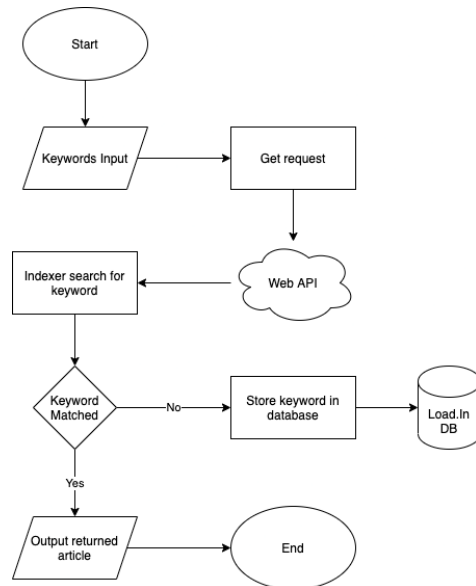 Start
Keywords Input
Get request
Web API
Indexer search for
keyword
Keyword
Matched
No
Store keyword in
database
Load.In
DB
Yes
Output returned
article
End